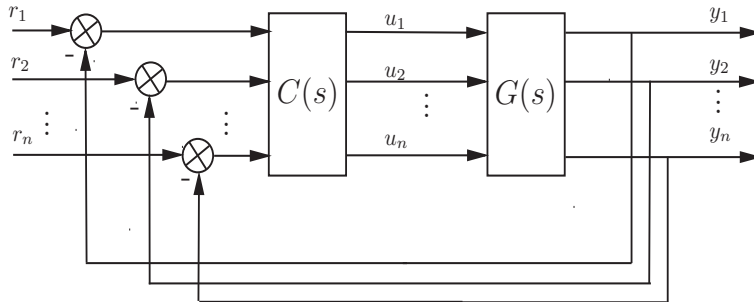 r1
u1
y1
-
r2
u2
y2
-
C(s)
G(s)
rn
un
yn
-